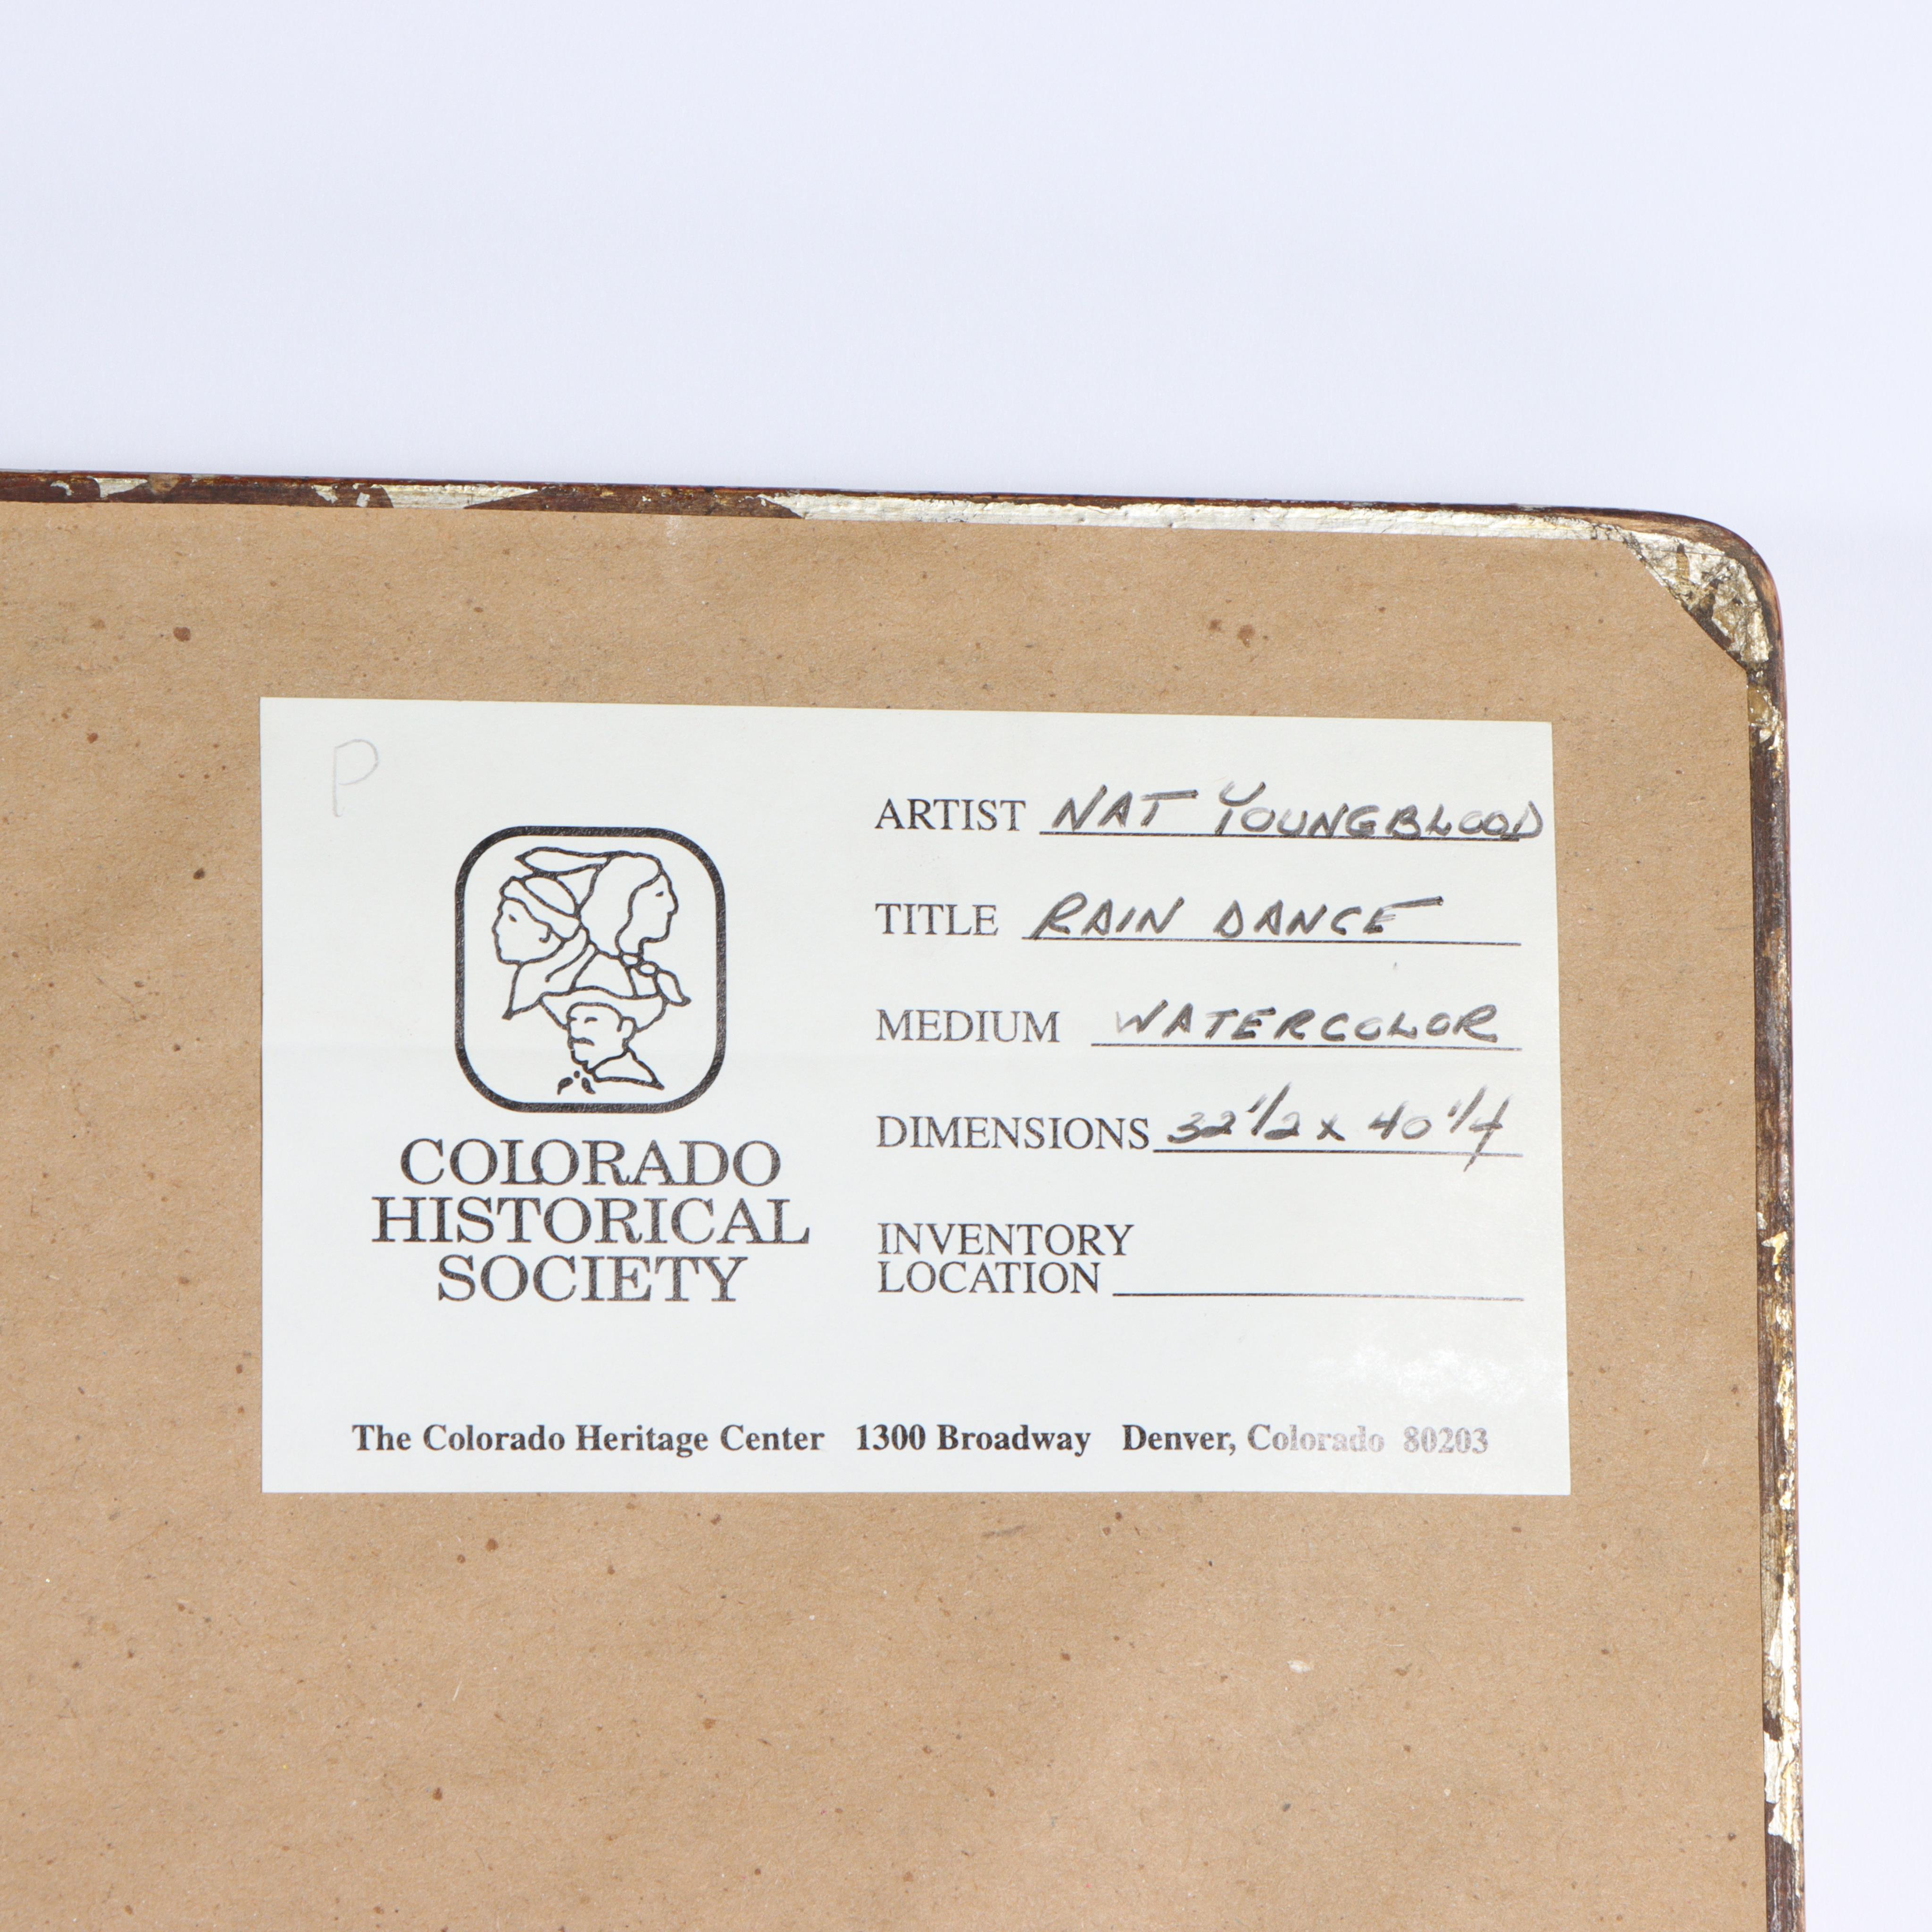 P
COLORADO
HISTORICAL
SOCIETY
ARTIST NAT YOUNGBLOOD
TITLE RAIN DANCE
MEDIUM WATERCOLOR
DIMENSIONS 32 1/2 x 40 1/4
INVENTORY
LOCATION
The Colorado Heritage Center 1300 Broadway Denver, Colorado 80203